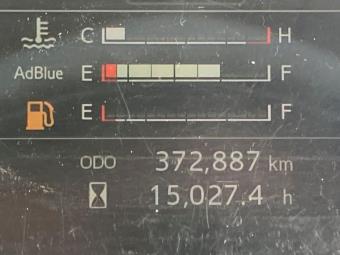 C H
AdBlue E F
E F
ODO 372,887 km
15,027.4 h